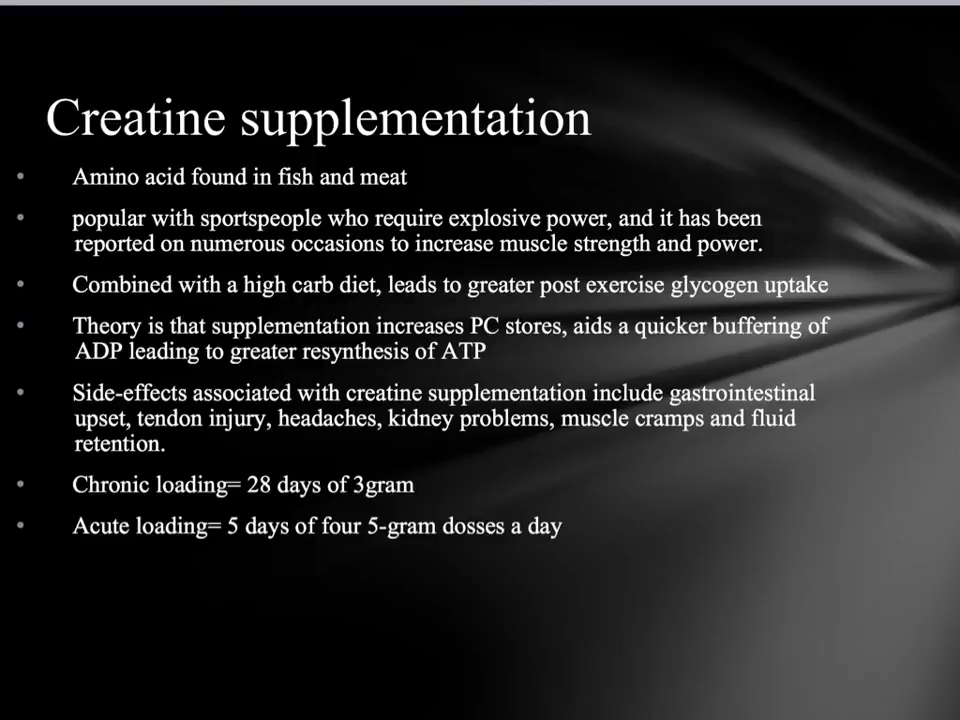 Creatine supplementation
• Amino acid found in fish and meat
• popular with sportspeople who require explosive power, and it has been
reported on numerous occasions to increase muscle strength and power.
• Combined with a high carb diet, leads to greater post exercise glycogen uptake
• Theory is that supplementation increases PC stores, aids a quicker buffering of
ADP leading to greater resynthesis of ATP
• Side-effects associated with creatine supplementation include gastrointestinal
upset, tendon injury, headaches, kidney problems, muscle cramps and fluid
retention.
• Chronic loading= 28 days of 3gram
• Acute loading= 5 days of four 5-gram dosses a day